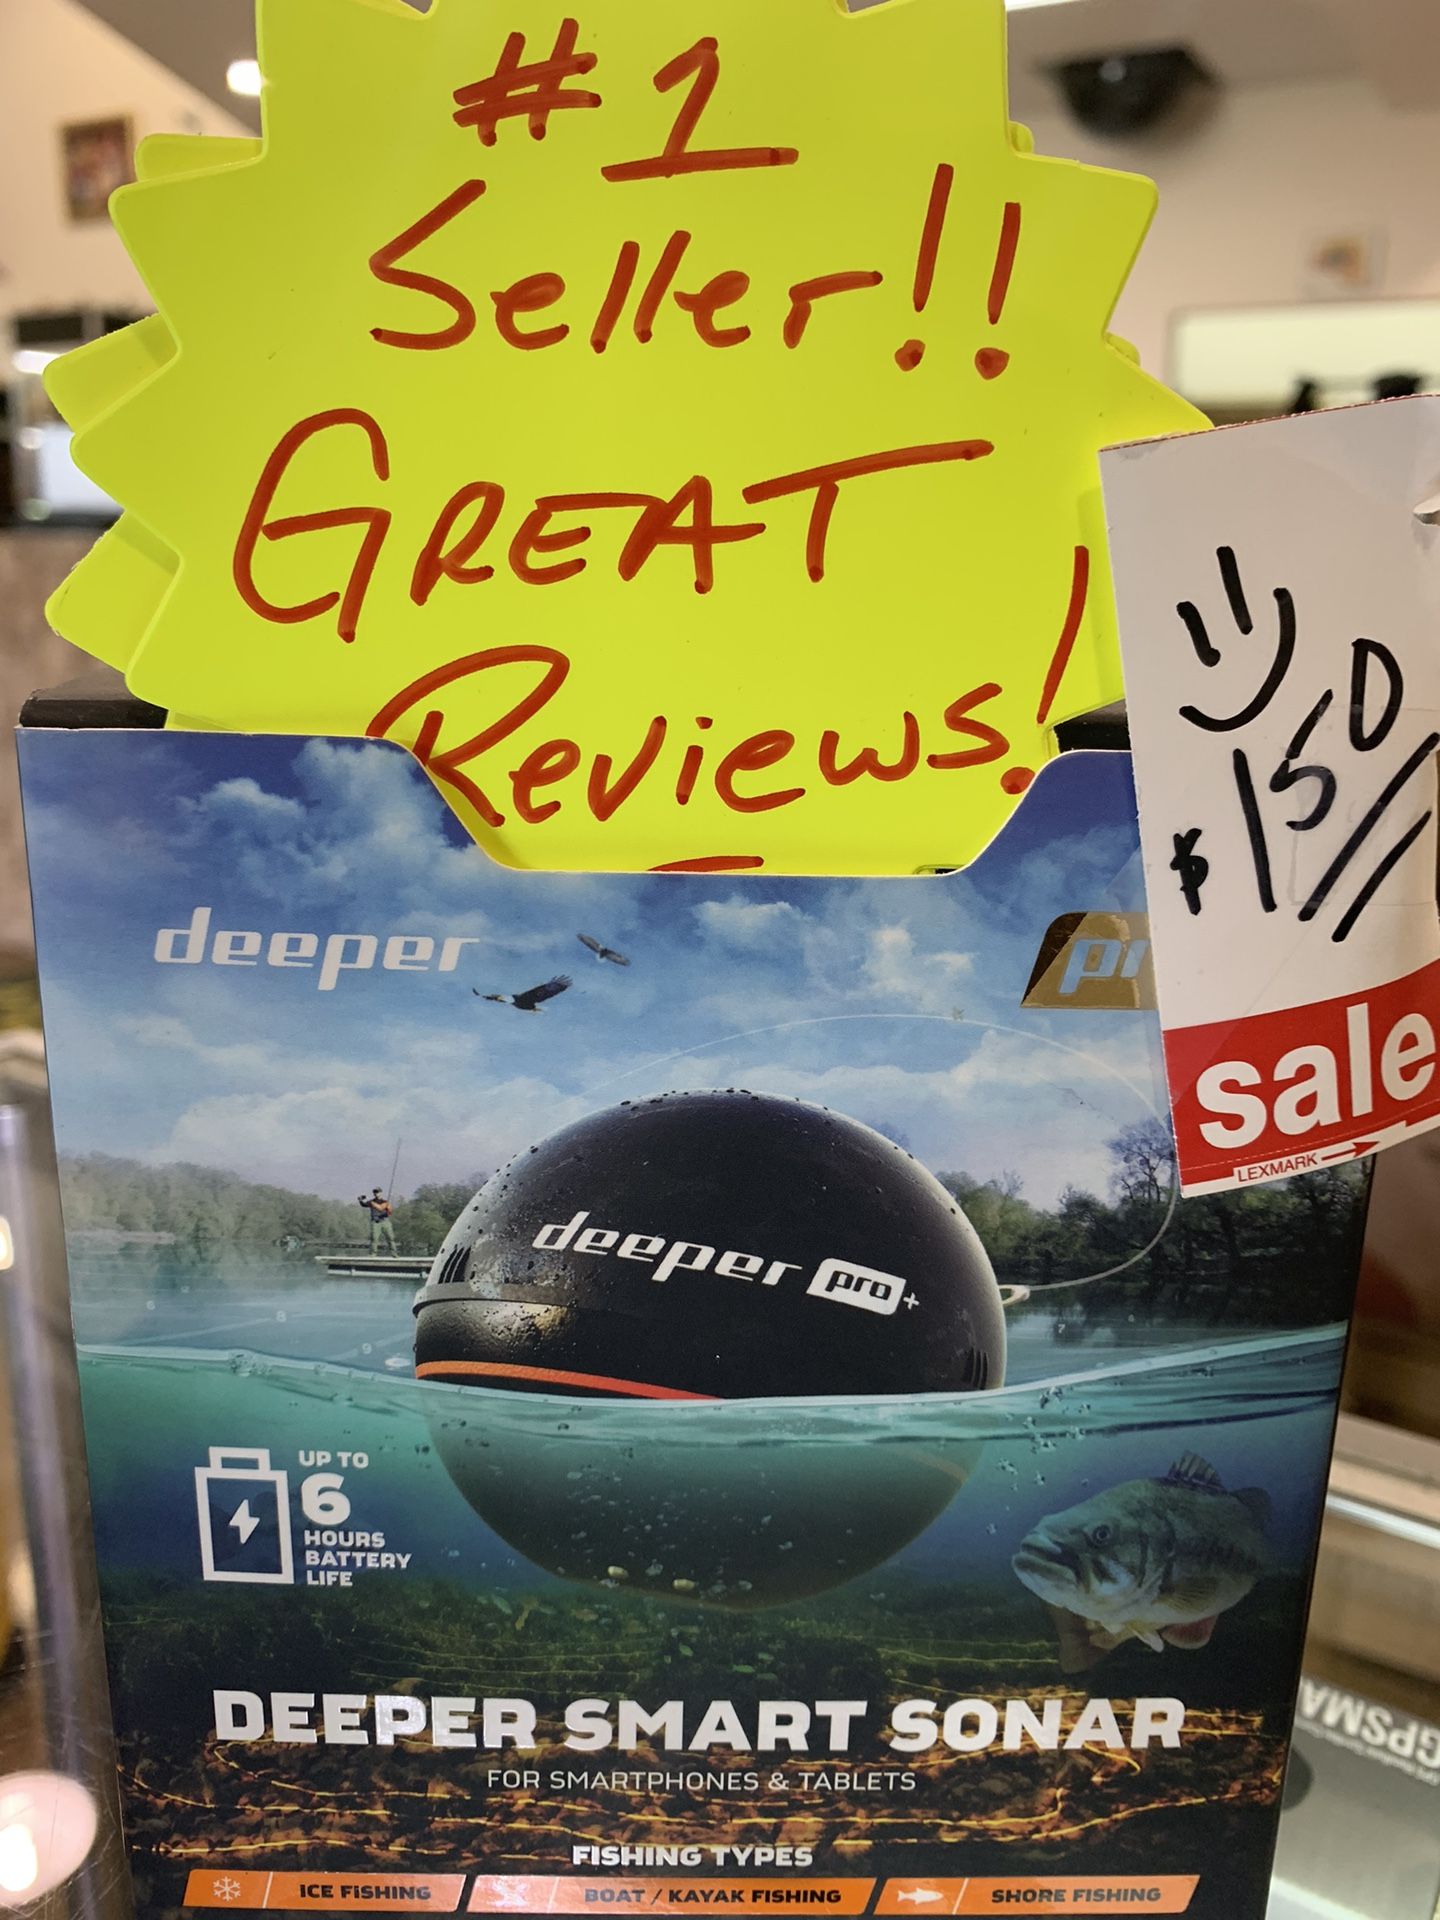 #1
Seller!!
GREAT
Reviews!
$150
sale
LEXMARK
deeper
deeper pro+
UP TO
6
HOURS
BATTERY
LIFE
DEEPER SMART SONAR
FOR SMARTPHONES & TABLETS
FISHING TYPES
ICE FISHING
BOAT / KAYAK FISHING
SHORE FISHING
GPSMA